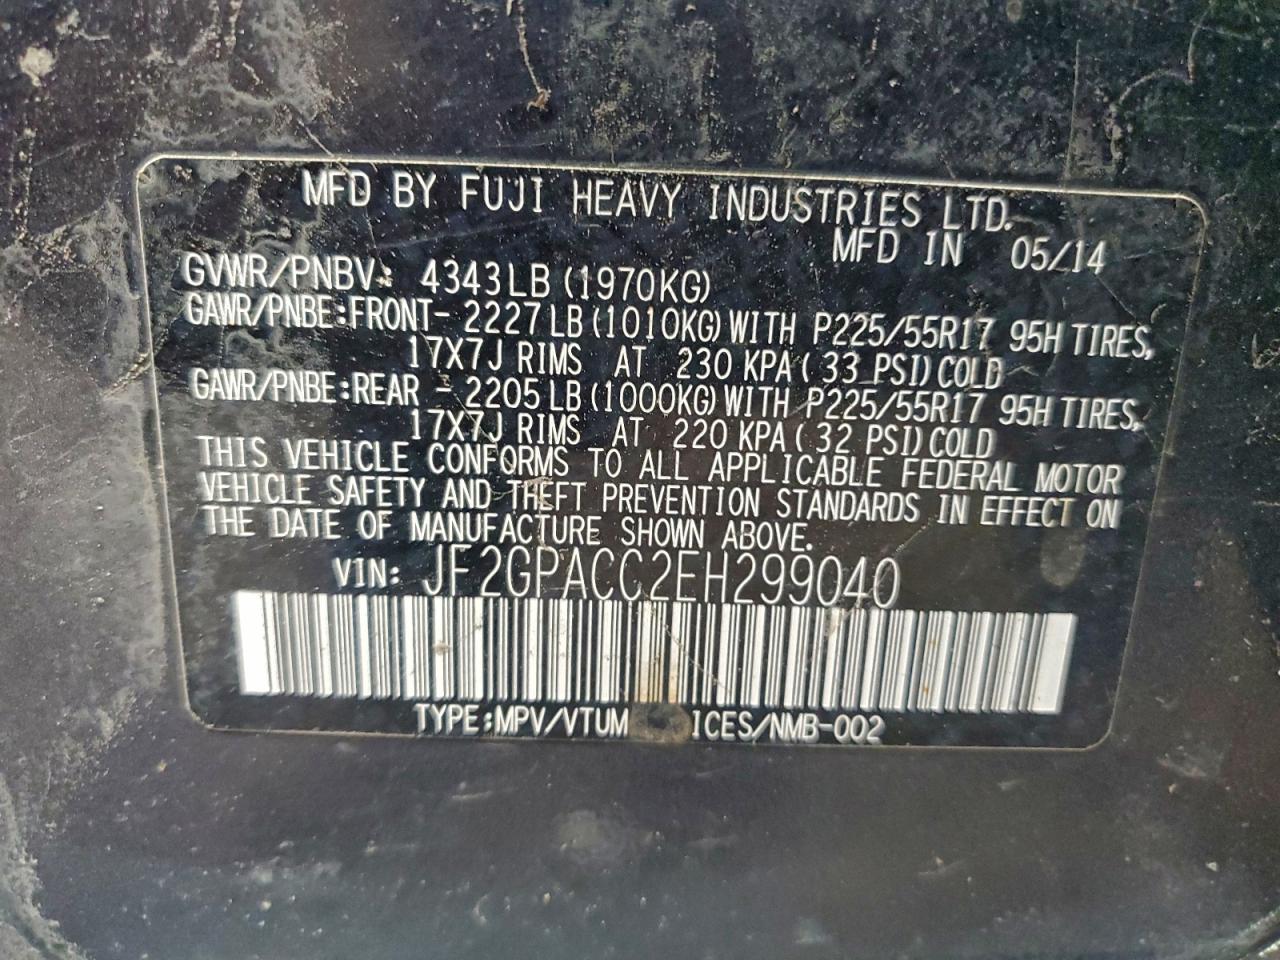 MFD BY FUJI HEAVY INDUSTRIES LTD.
MFD IN 05/14
GVWR/PNBV: 4343LB (1970KG)
GAWR/PNBE:FRONT- 2227LB (1010KG) WITH P225/55R17 95H TIRES,
17X7J RIMS AT 230 KPA ( 33 PSI) COLD
GAWR/PNBE:REAR - 2205LB (1000KG) WITH P225/55R17 95H TIRES,
17X7J RIMS AT 220 KPA ( 32 PSI) COLD
THIS VEHICLE CONFORMS TO ALL APPLICABLE FEDERAL MOTOR
VEHICLE SAFETY AND THEFT PREVENTION STANDARDS IN EFFECT ON
THE DATE OF MANUFACTURE SHOWN ABOVE.
VIN: JF2GPACC2EH299040
TYPE:MPV/VTUM ICES/NMB-002